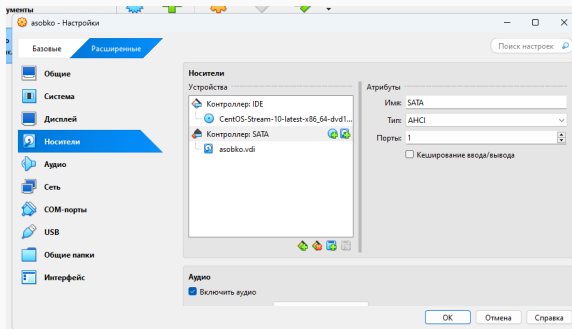 ументы
asobko - Настройки
Базовые
Расширенные
Поиск настроек
Общие
Система
Дисплей
Носители
Аудио
Сеть
COM-порты
USB
Общие папки
Интерфейс
Носители
Устройства
Контроллер: IDE
CentOS-Stream-10-latest-x86_64-dvd1...
Контроллер: SATA
asobko.vdi
Атрибуты
Имя: SATA
Тип: AHCI
Порты: 1
Кеширование ввода/вывода
Аудио
Включить аудио
ОК
Отмена
Справка